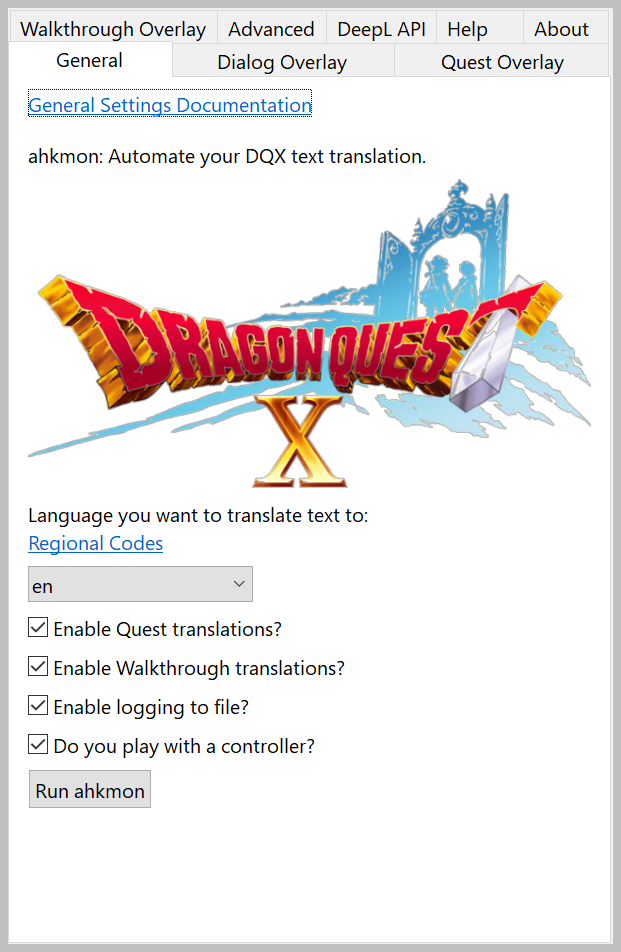 Walkthrough Overlay Advanced DeepL API Help About
General Dialog Overlay Quest Overlay
General Settings Documentation
ahkmon: Automate your DQX text translation.
DRAGON QUEST
X
Language you want to translate text to:
Regional Codes
en
Enable Quest translations?
Enable Walkthrough translations?
Enable logging to file?
Do you play with a controller?
Run ahkmon